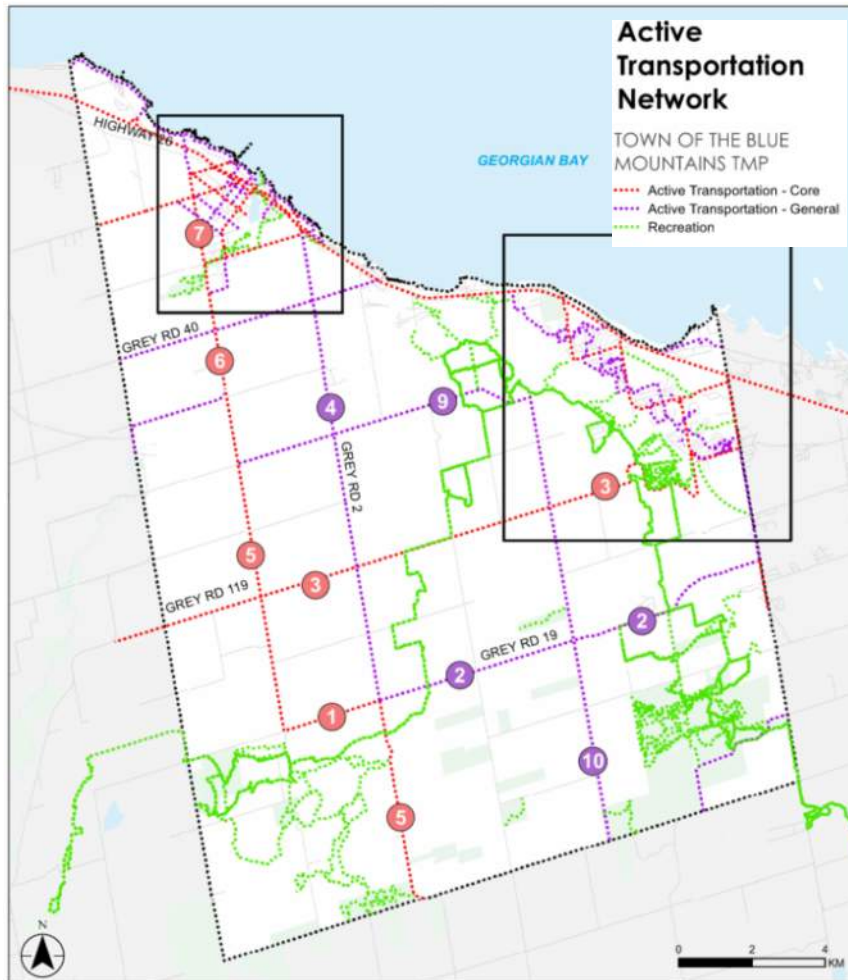 Active
Transportation
Network
TOWN OF THE BLUE
MOUNTAINS TMP
Active Transportation - Core
Active Transportation - General
Recreation
HIGHWAY 26
GEORGIAN BAY
7
GREY RD 40
6
4
9
GREY RD 2
3
5
3
GREY RD 119
2
GREY RD 19
2
1
10
5
N
0 2 4
KM